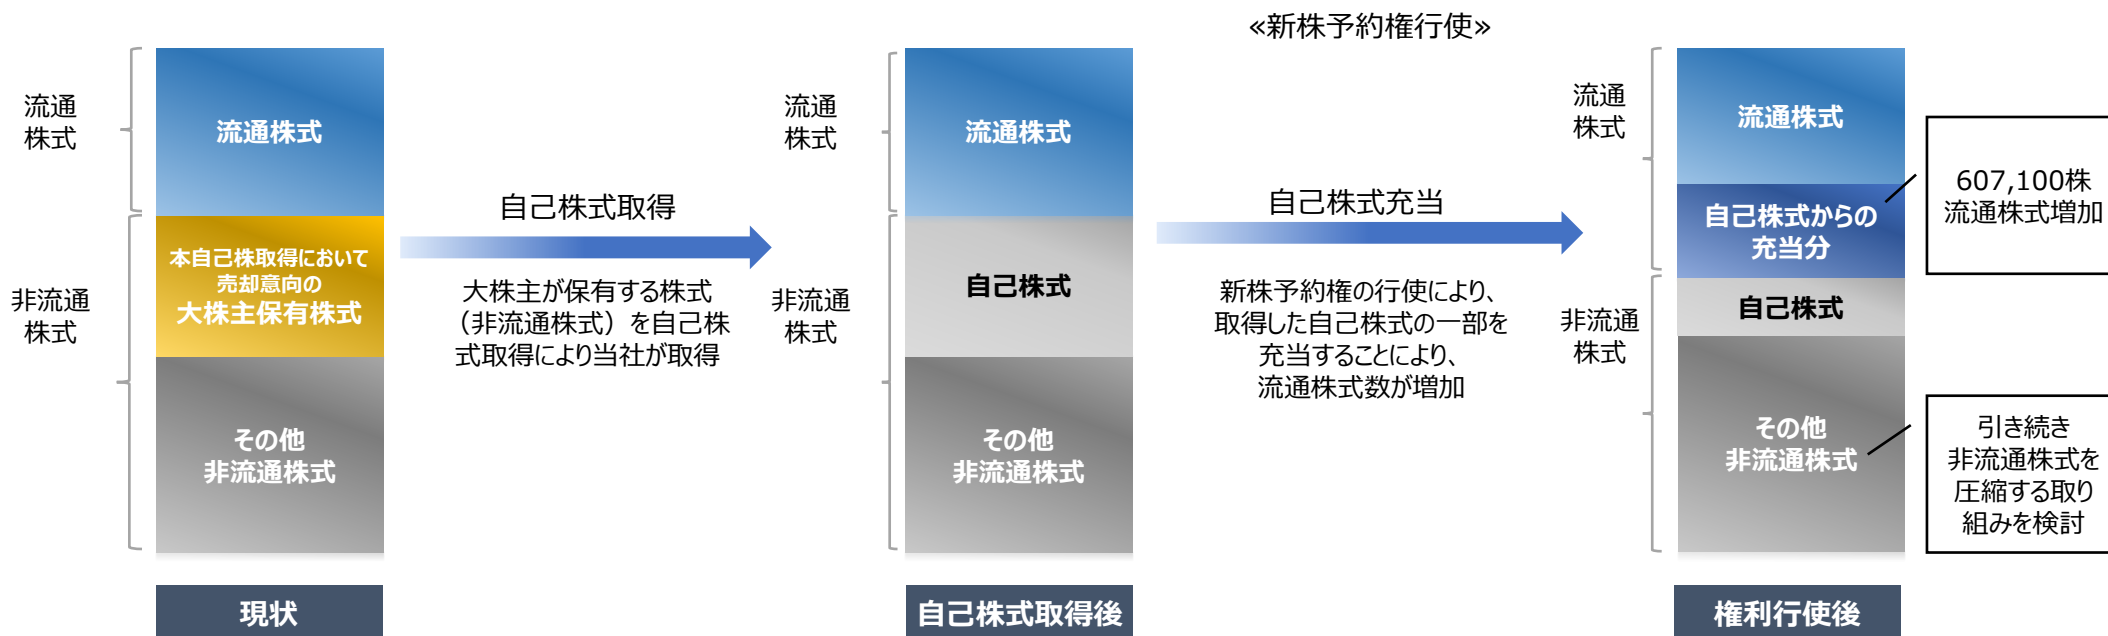 «新株予約権行使»
流通
株式
非流通
株式
流通株式
本自己株取得において
売却意向の
大株主保有株式
その他
非流通株式
現状
自己株式取得
大株主が保有する株式
（非流通株式）を自己株
式取得により当社が取得
流通
株式
非流通
株式
流通株式
自己株式
その他
非流通株式
自己株式取得後
自己株式充当
新株予約権の行使により、
取得した自己株式の一部を
充当することにより、
流通株式数が増加
流通
株式
非流通
株式
流通株式
自己株式からの
充当分
自己株式
その他
非流通株式
権利行使後
607,100株
流通株式増加
引き続き
非流通株式を
圧縮する取り
組みを検討